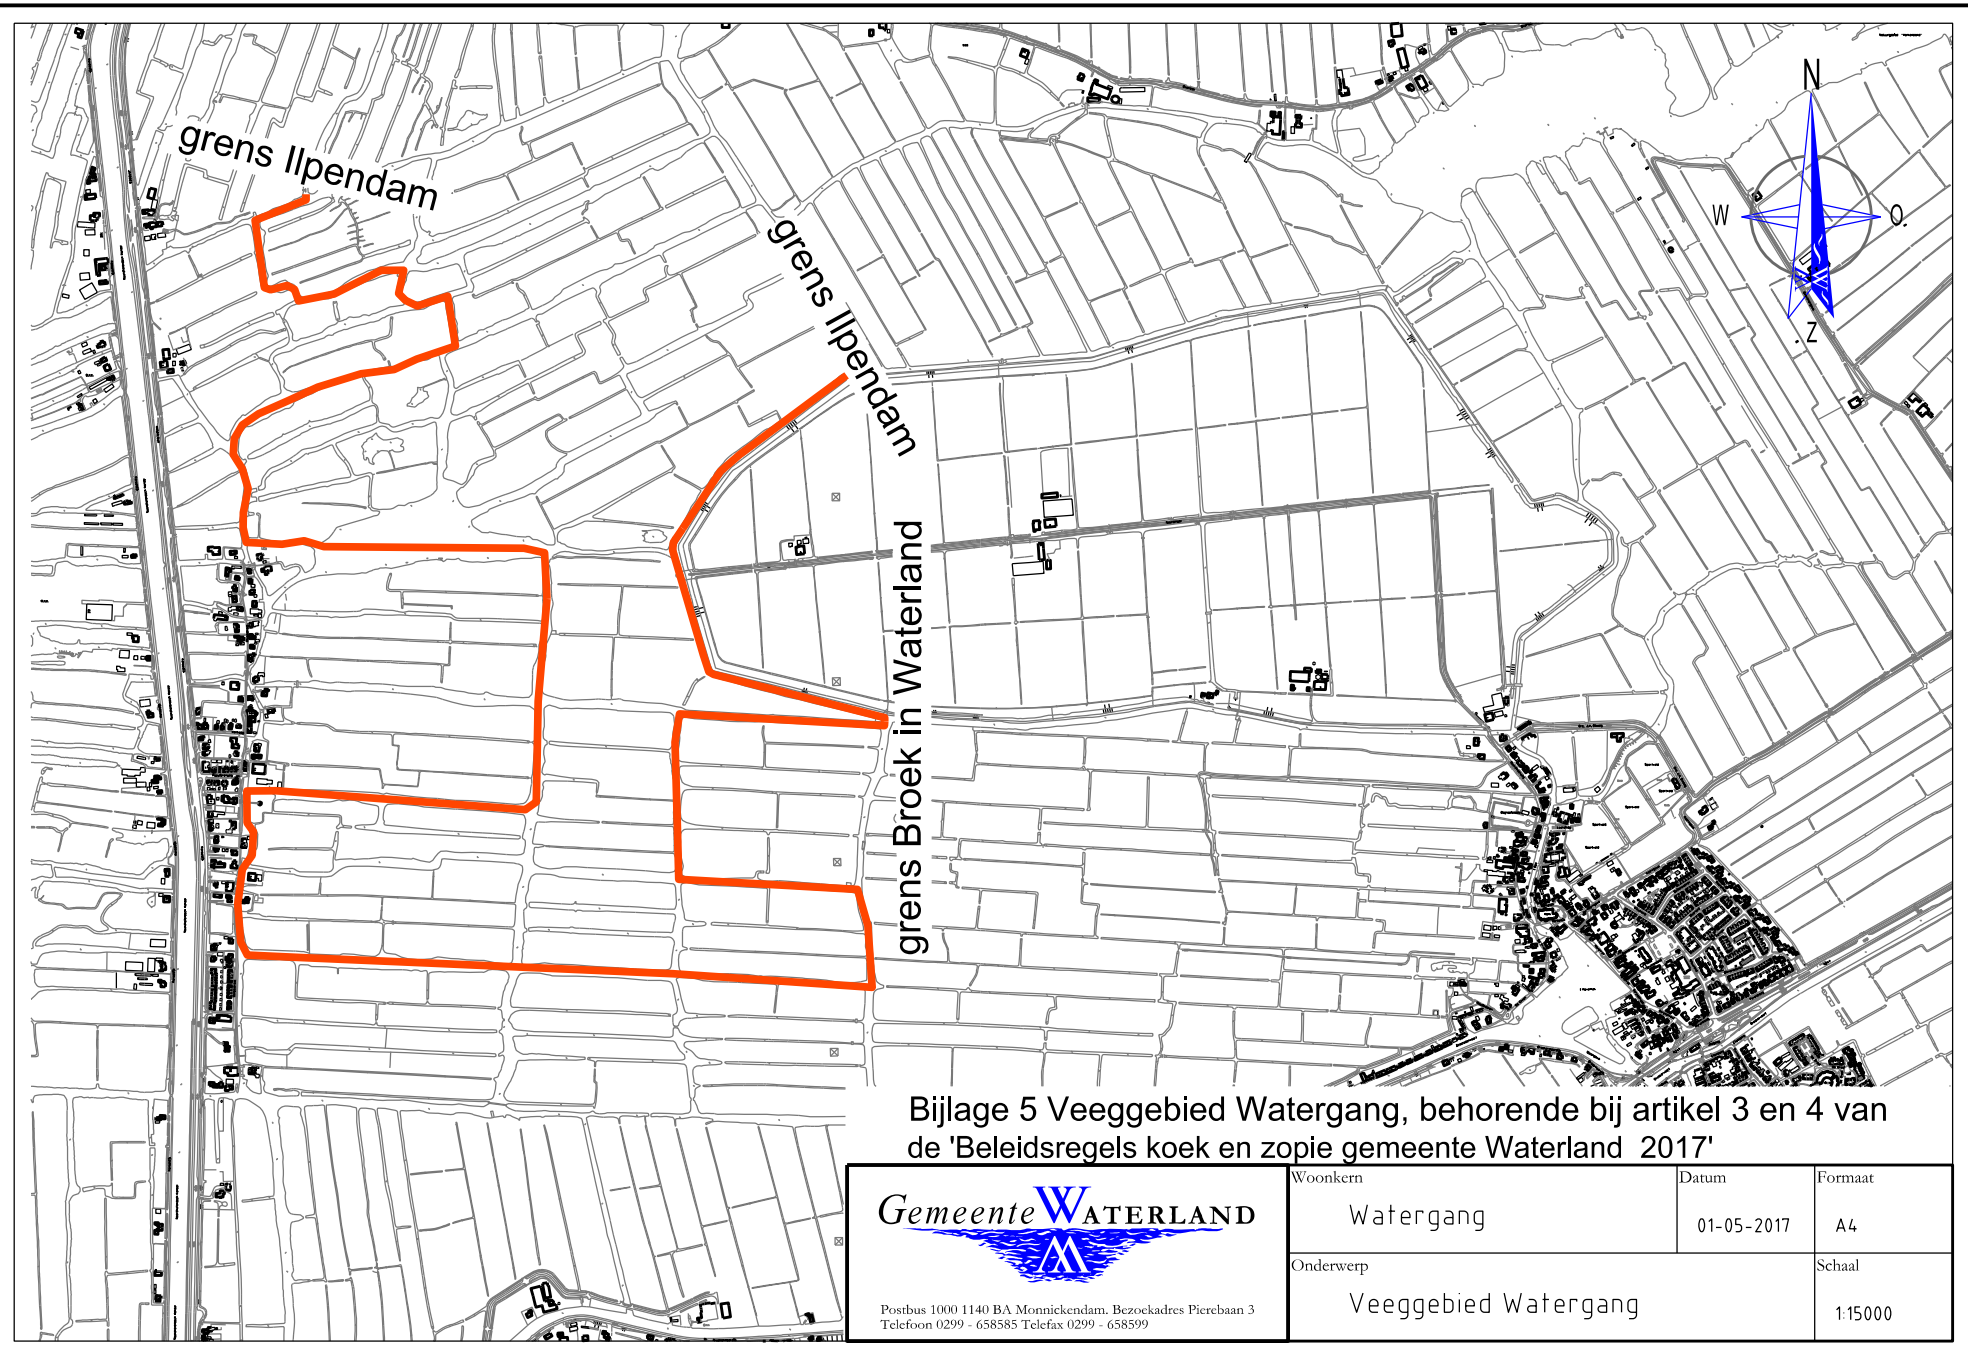 grens Ilpendam
grens Ilpendam
grens Broek in Waterland
N
W
O.
Z
Bijlage 5 Veeggebied Watergang, behorende bij artikel 3 en 4 van
de 'Beleidsregels koek en zopie gemeente Waterland 2017'
Gemeente WATERLAND
Postbus 1000 1140 BA Monnickendam. Bezoekadres Pierebaan 3
Telefoon 0299 - 658585 Telefax 0299 - 658599
Woonkern
Watergang
Datum
01-05-2017
Formaat
A4
Onderwerp
Veeggebied Watergang
Schaal
1:15000